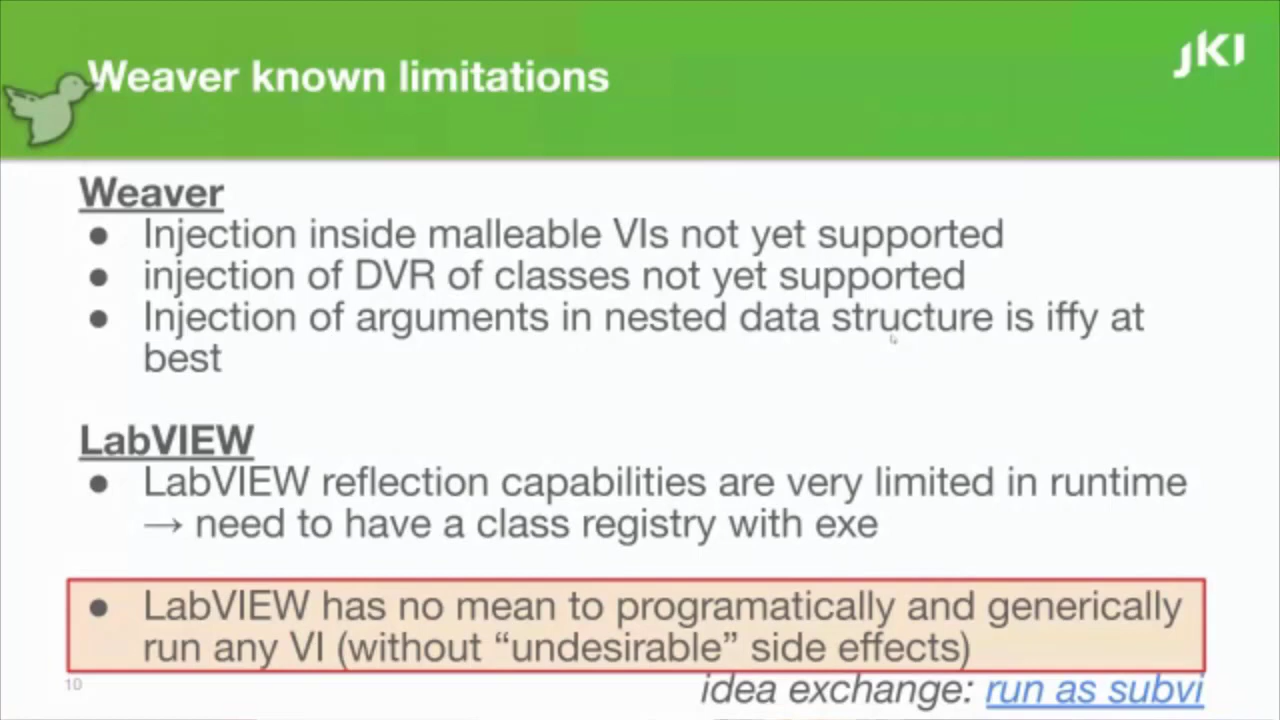 Weaver known limitations
JKI
Weaver
● Injection inside malleable VIs not yet supported
● injection of DVR of classes not yet supported
● Injection of arguments in nested data structure is iffy at
best
LabVIEW
● LabVIEW reflection capabilities are very limited in runtime
→ need to have a class registry with exe
● LabVIEW has no mean to programatically and generically
run any VI (without “undesirable” side effects)
10
idea exchange: run as subvi